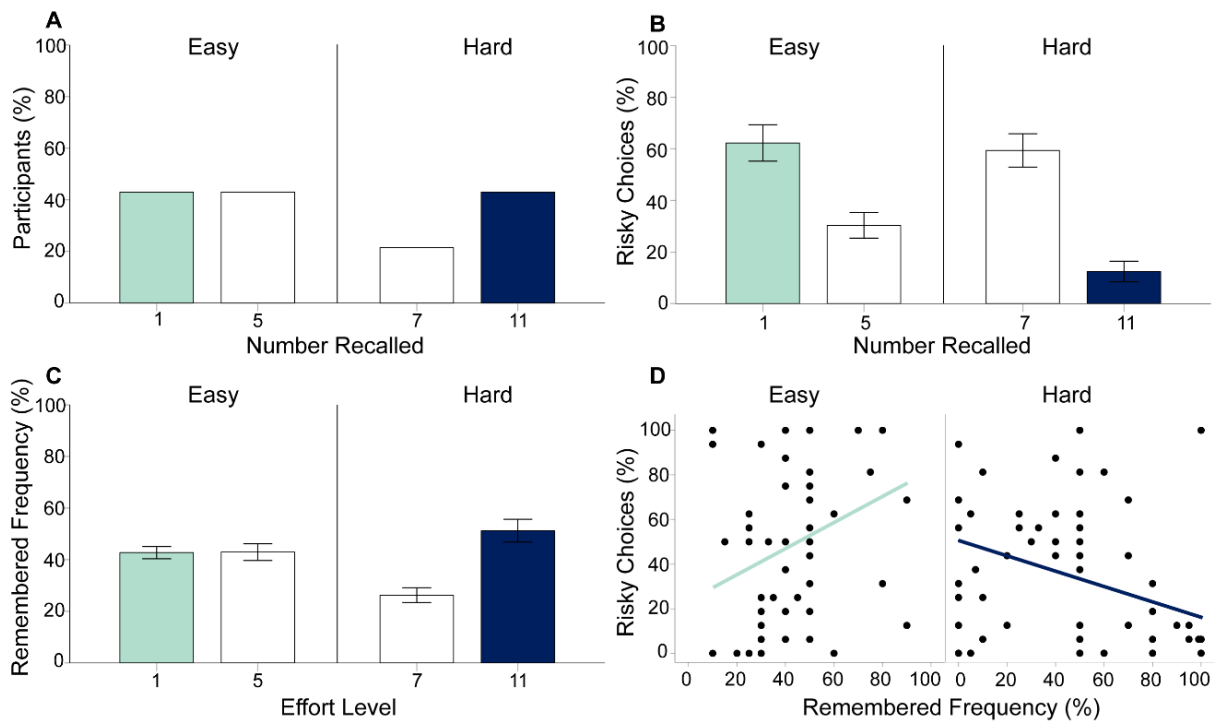 A
Easy
Hard
Participants (%)
100
80
60
40
20
0
1
5
7
11
Number Recalled
B
Easy
Hard
Risky Choices (%)
100
80
60
40
20
0
1
5
7
11
Number Recalled
C
Easy
Hard
Remembered Frequency (%)
100
80
60
40
20
0
1
5
7
11
Effort Level
D
Easy
Hard
Risky Choices (%)
100
80
60
40
20
0
0 20 40 60 80 100
0 20 40 60 80 100
Remembered Frequency (%)